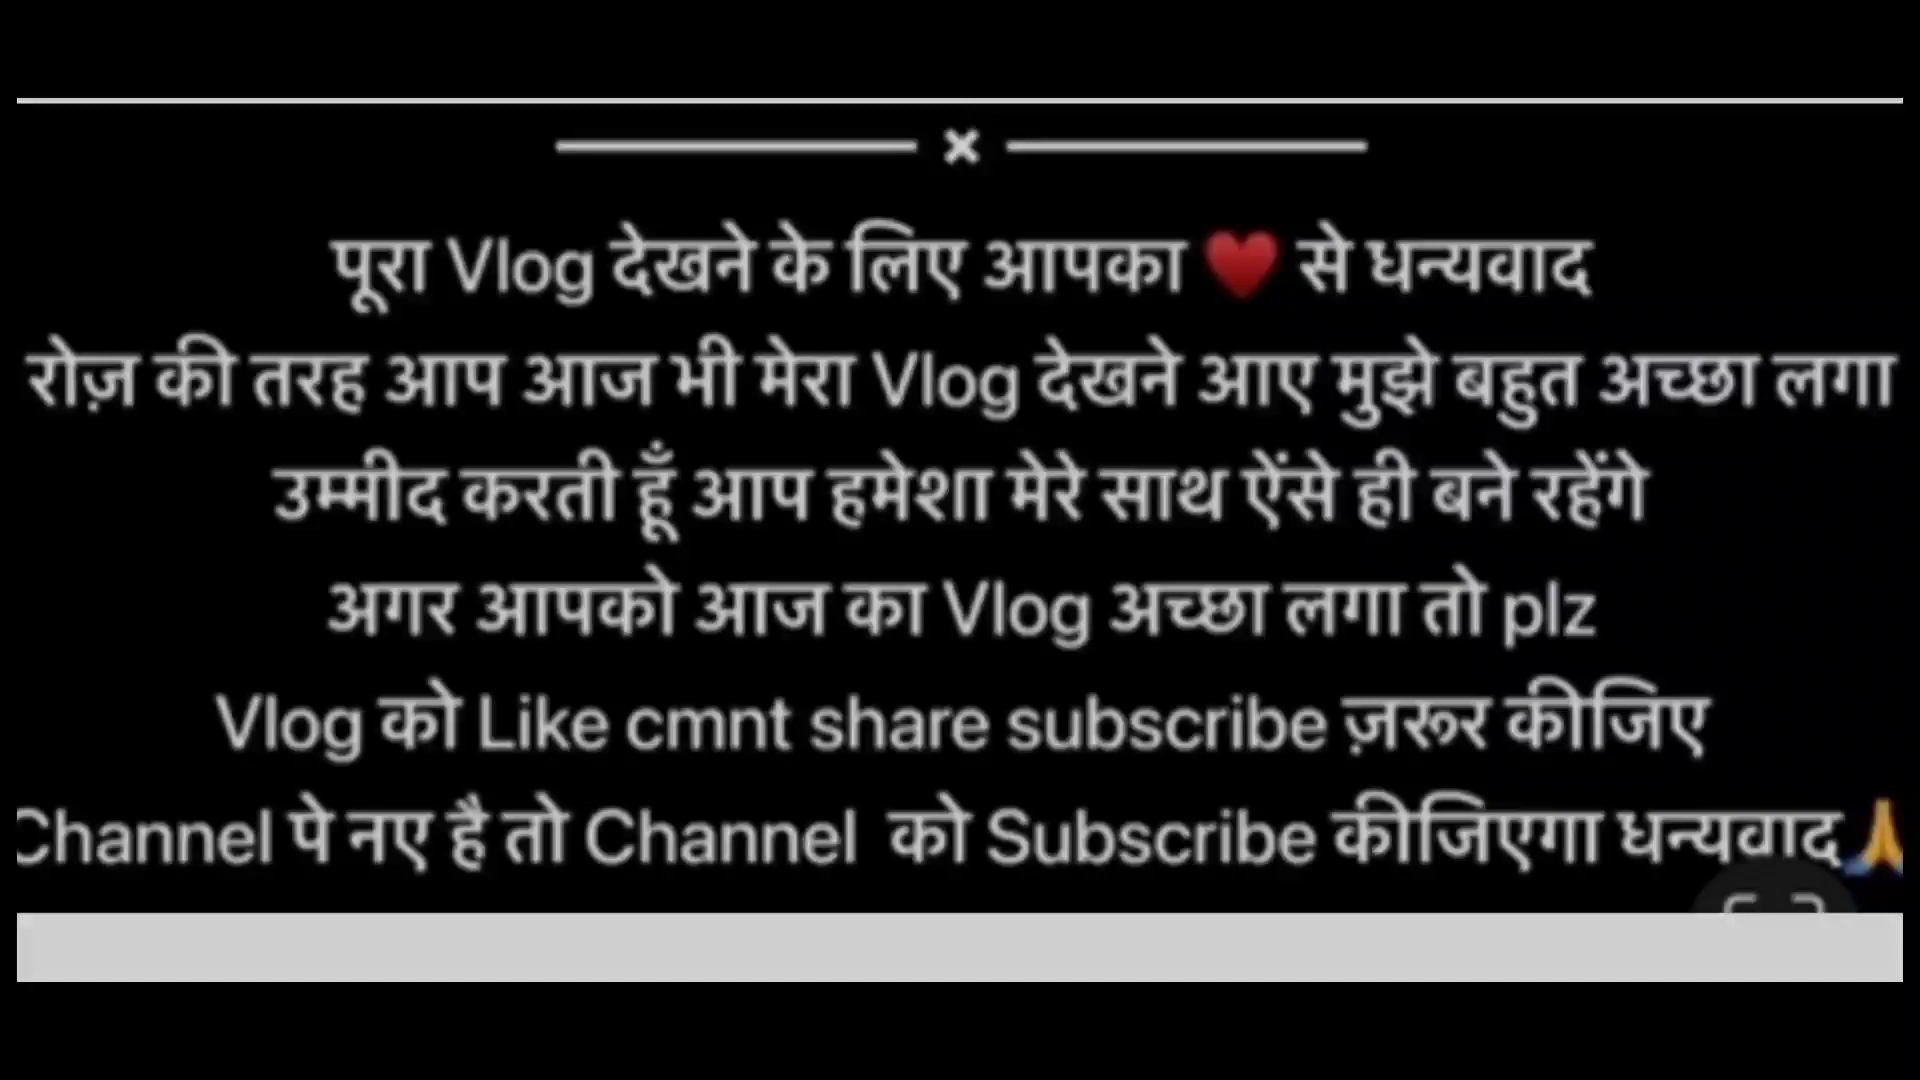 पूरा Vlog देखने के लिए आपका ♥️ से धन्यवाद
रोज़ की तरह आप आज भी मेरा Vlog देखने आए मुझे बहुत अच्छा लगा
उम्मीद करती हूँ आप हमेशा मेरे साथ ऐंसे ही बने रहेंगे
अगर आपको आज का Vlog अच्छा लगा तो plz
Vlog को Like cmnt share subscribe ज़रूर कीजिए
Channel पे नए है तो Channel को Subscribe कीजिएगा धन्यवाद🙏